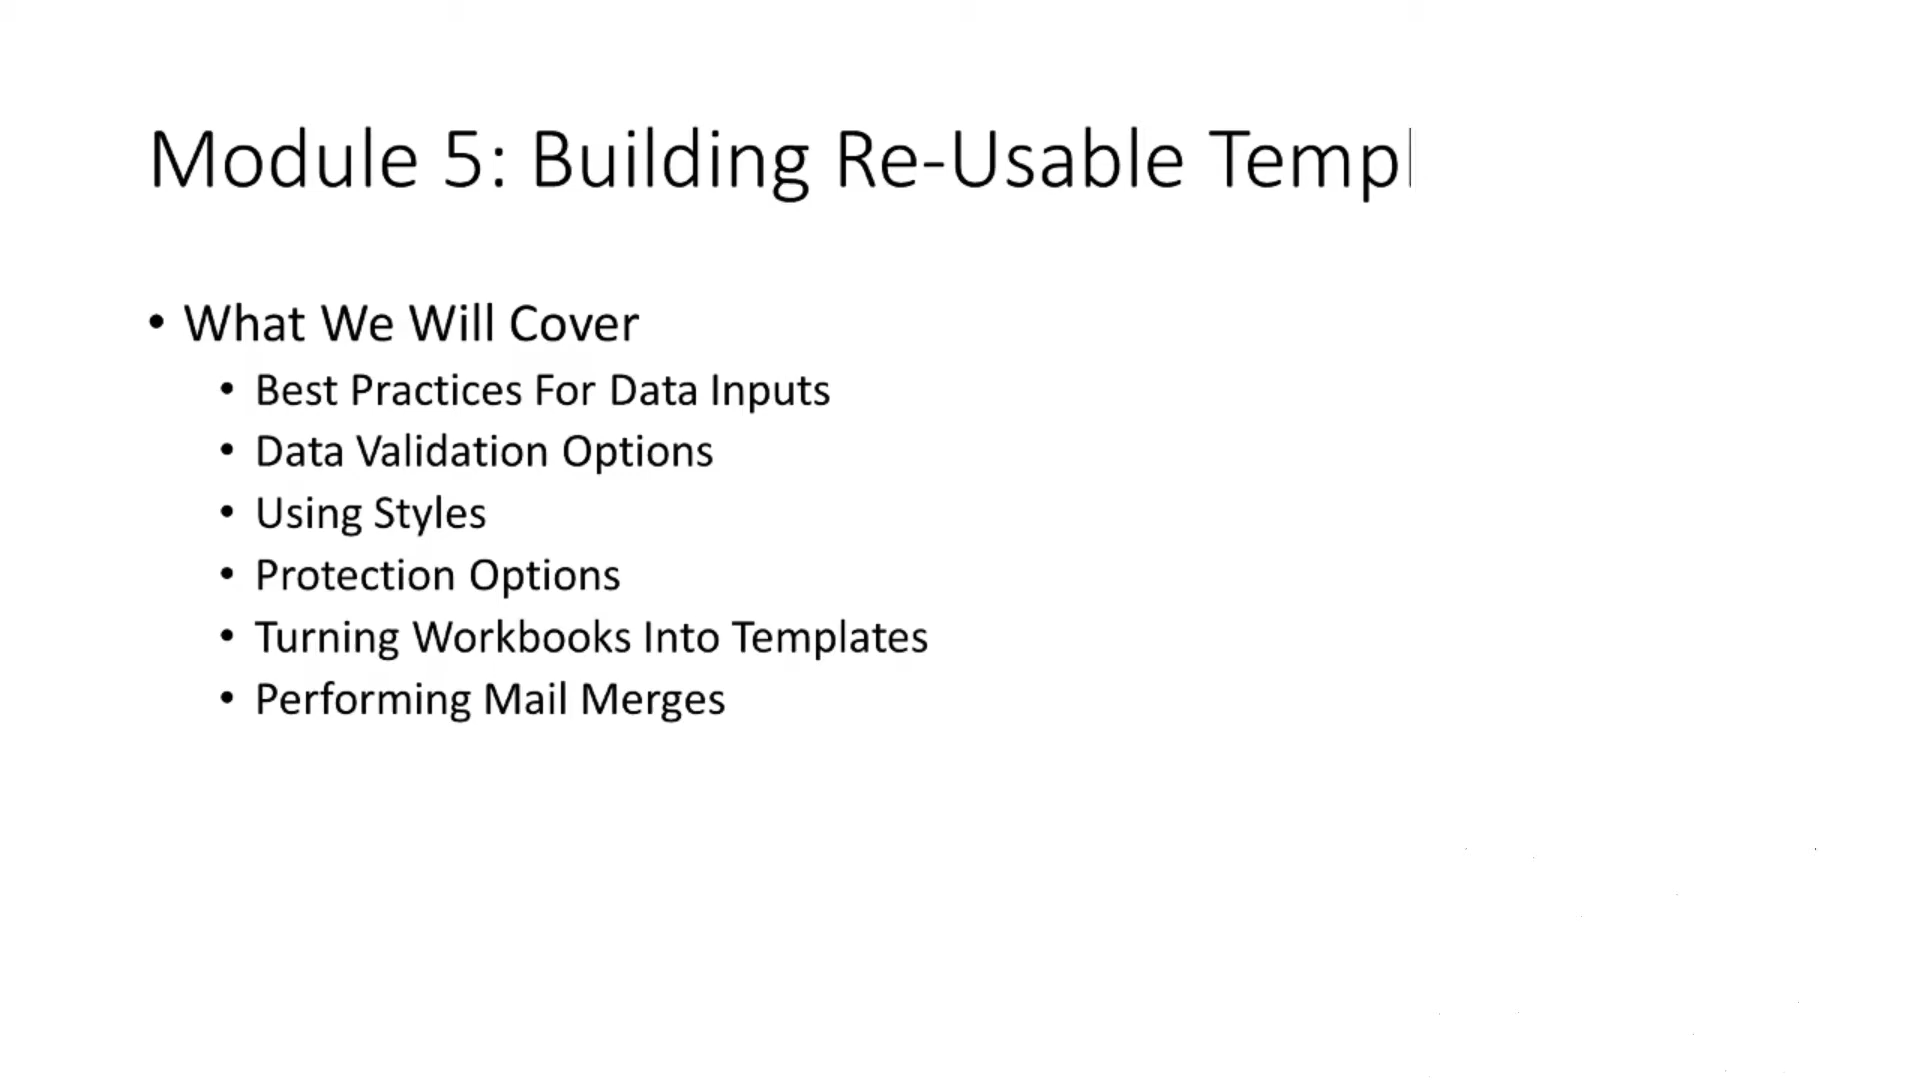 Module 5: Building Re-Usable Templ
• What We Will Cover
• Best Practices For Data Inputs
• Data Validation Options
• Using Styles
• Protection Options
• Turning Workbooks Into Templates
• Performing Mail Merges